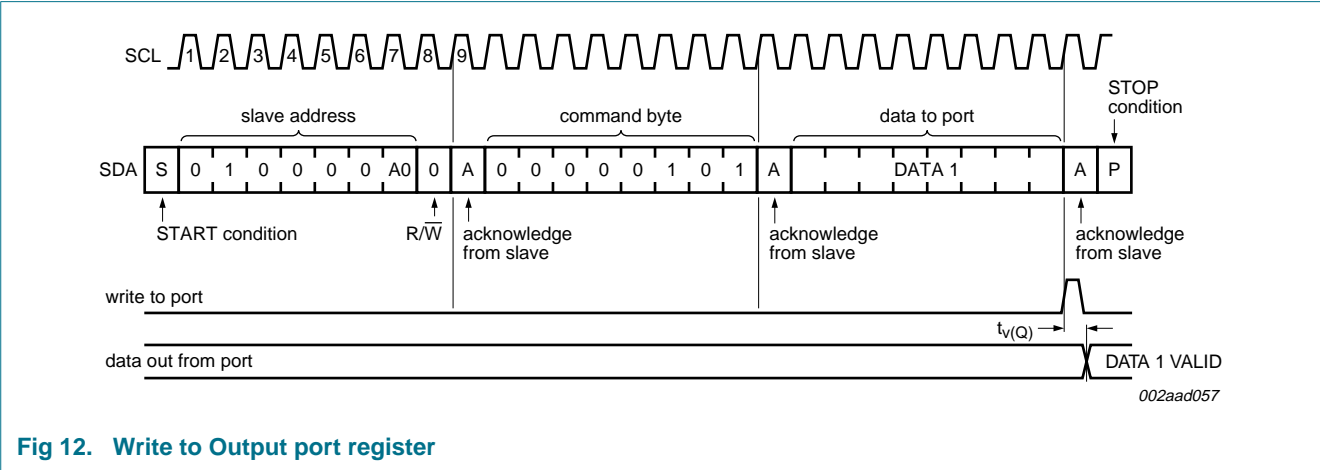 SCL 1 2 3 4 5 6 7 8 9
STOP
condition
slave address command byte data to port
SDA S 0 1 0 0 0 0 A0 0 A 0 0 0 0 0 1 0 1 A DATA 1 A P
START condition R/W̅ acknowledge
from slave acknowledge
from slave acknowledge
from slave
write to port
tv(Q)
data out from port DATA 1 VALID
002aad057
Fig 12. Write to Output port register